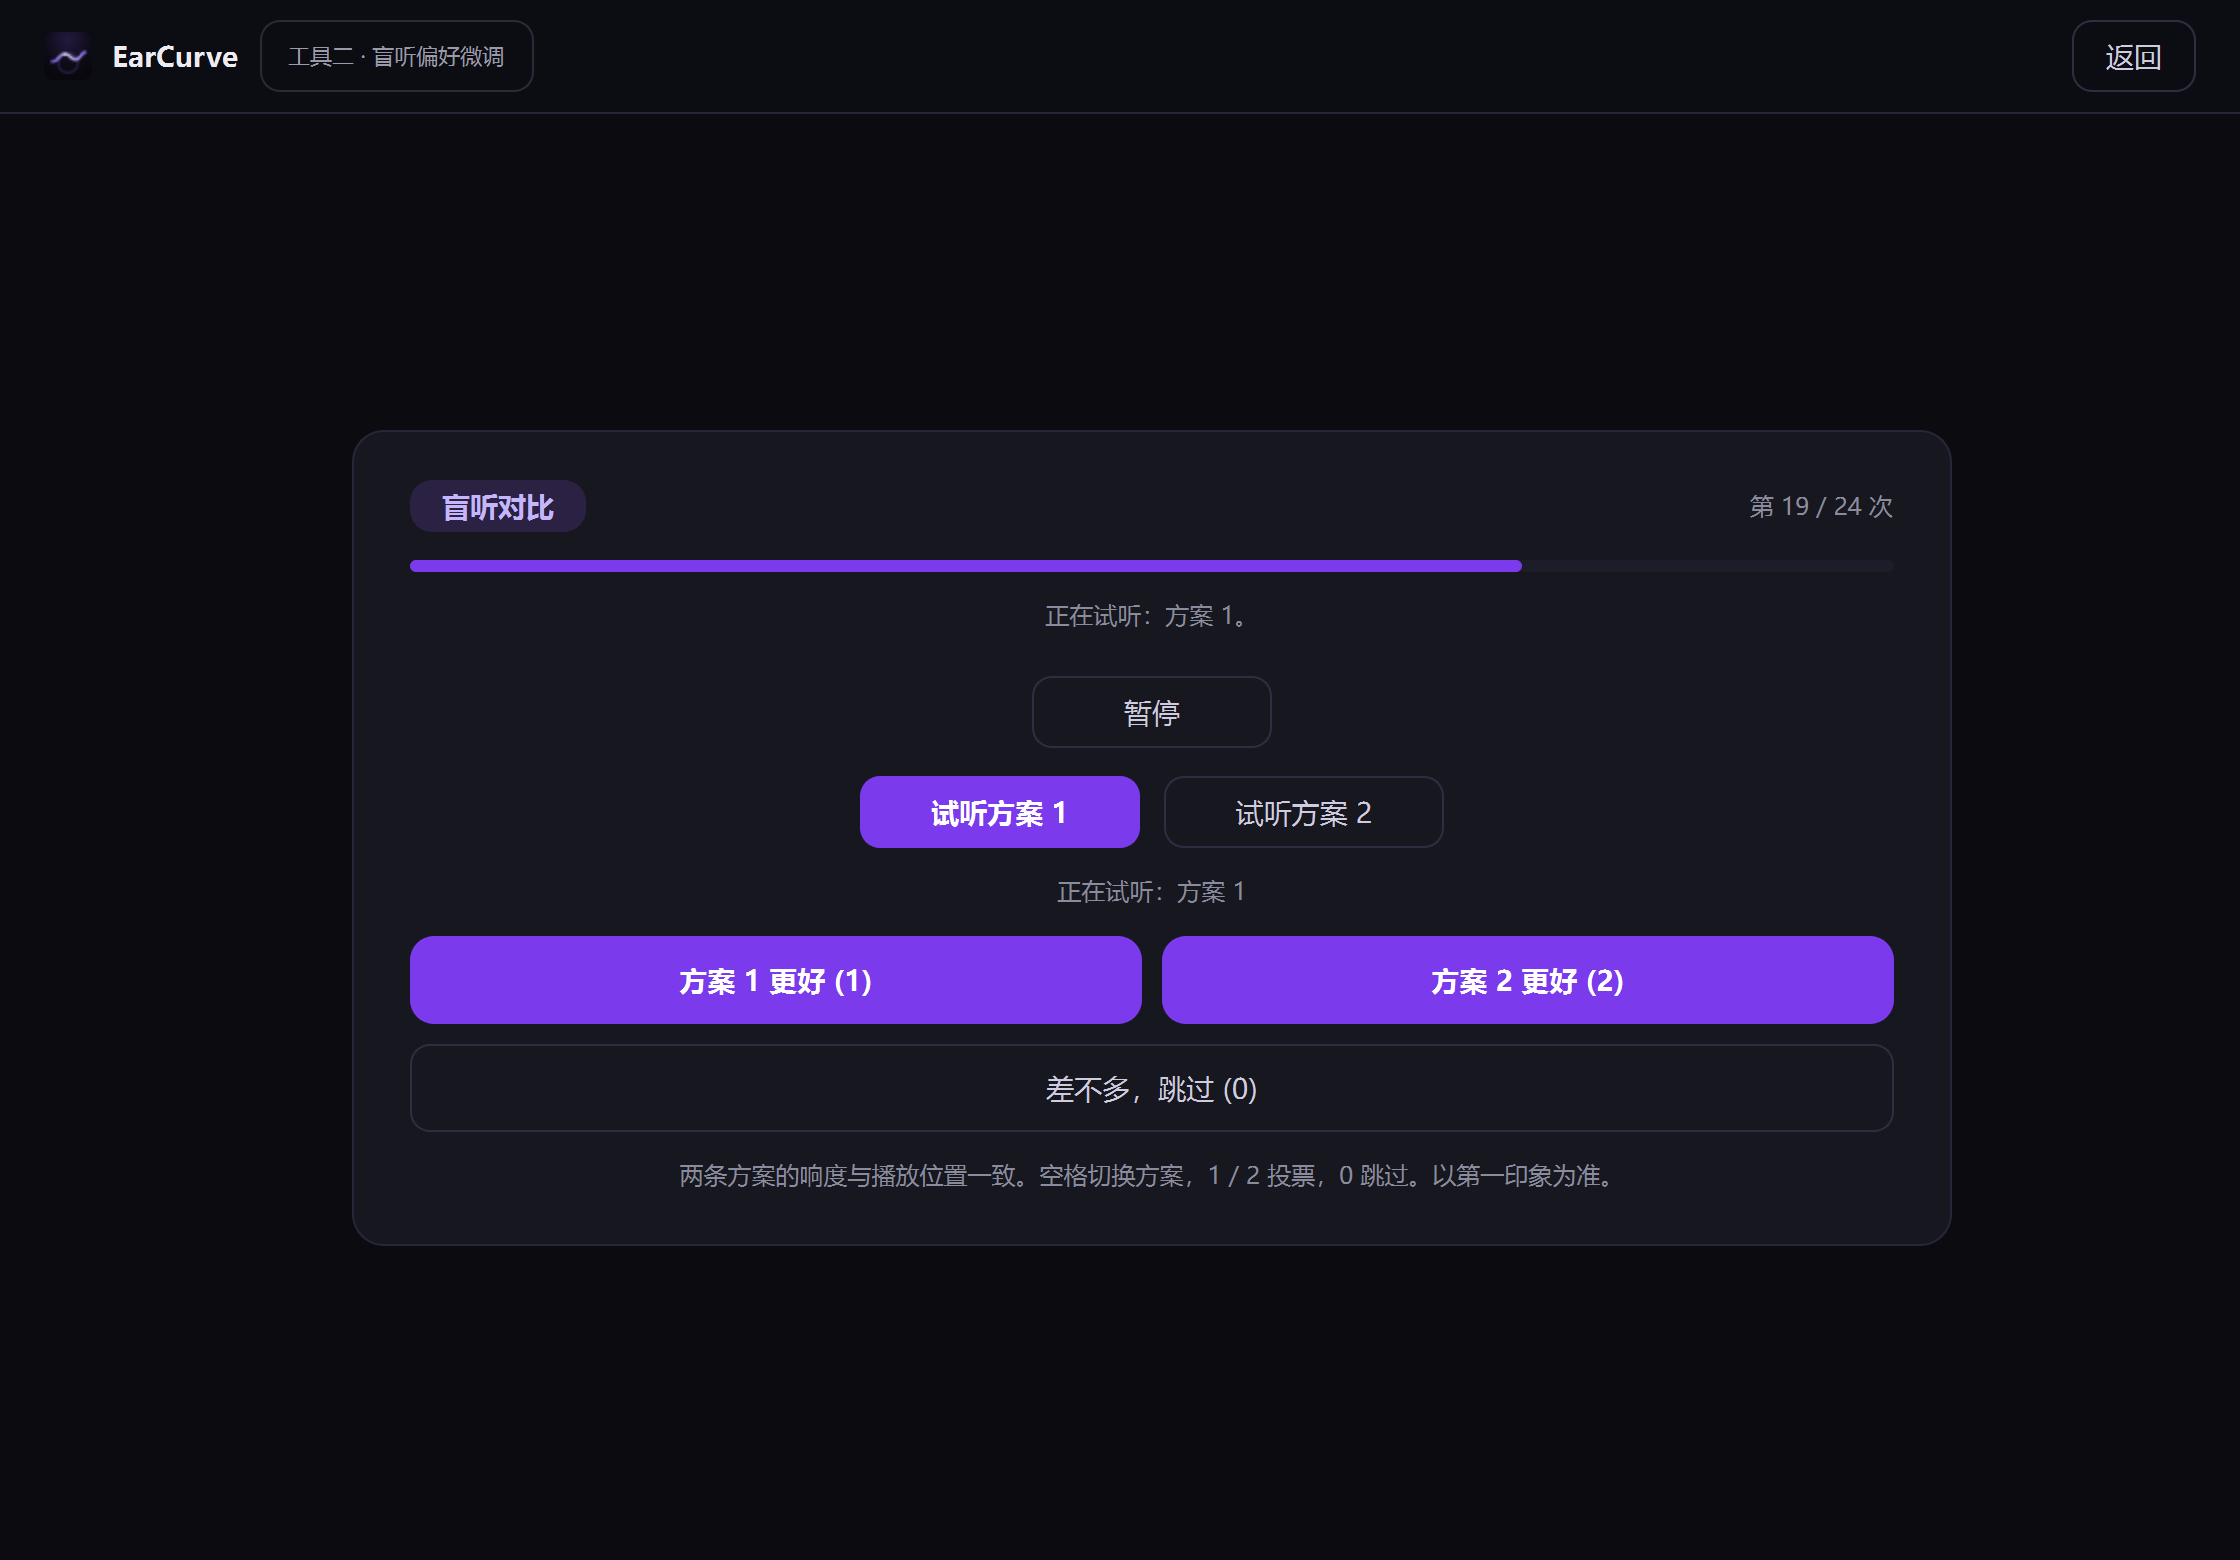 EarCurve
工具二 · 盲听偏好微调
返回
盲听对比
第 19 / 24 次
正在试听：方案 1。
暂停
试听方案 1
试听方案 2
正在试听：方案 1
方案 1 更好 (1)
方案 2 更好 (2)
差不多，跳过 (0)
两条方案的响度与播放位置一致。空格切换方案，1 / 2 投票，0 跳过。以第一印象为准。